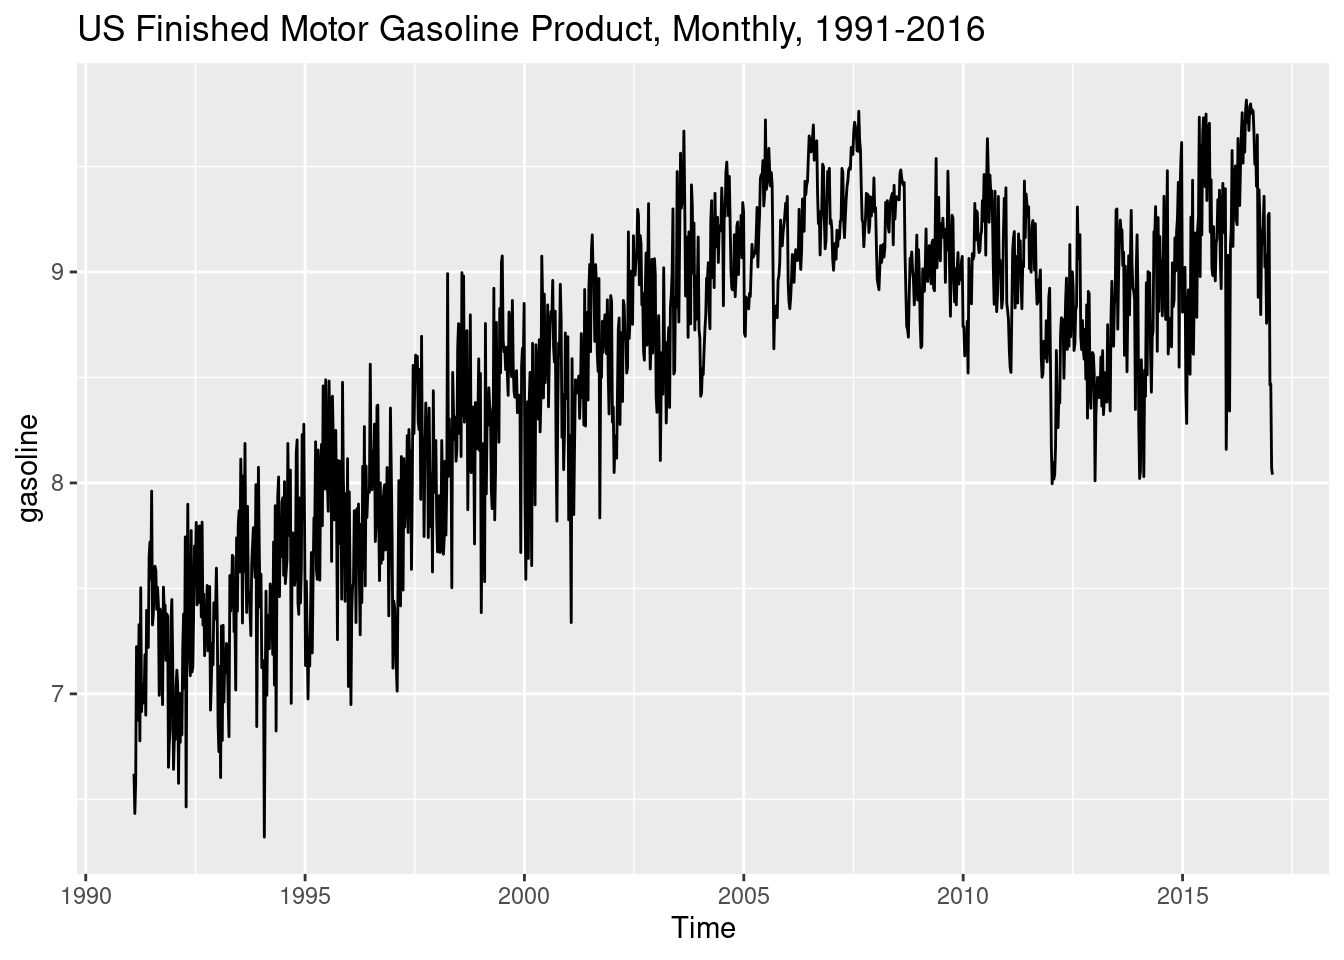 US Finished Motor Gasoline Product, Monthly, 1991-2016
gasoline
9
8
7
1990 1995 2000 2005 2010 2015
Time